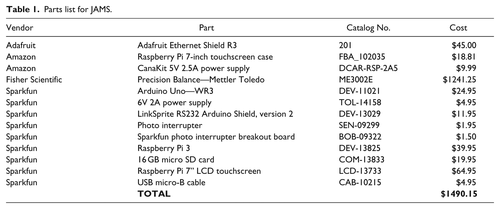 Table 1. Parts list for JAMS.
Vendor Part Catalog No. Cost
Adafruit Adafruit Ethernet Shield R3 201 $45.00
Amazon Raspberry Pi 7-inch touchscreen case FBA_102035 $18.81
Amazon CanaKit 5V 2.5A power supply DCAR-RSP-2A5 $9.99
Fisher Scientific Precision Balance—Mettler Toledo ME3002E $1241.25
Sparkfun Arduino Uno—WR3 DEV-11021 $24.95
Sparkfun 6V 2A power supply TOL-14158 $4.95
Sparkfun LinkSprite RS232 Arduino Shield, version 2 DEV-13029 $11.95
Sparkfun Photo interrupter SEN-09299 $1.95
Sparkfun Sparkfun photo interrupter breakout board BOB-09322 $1.50
Sparkfun Raspberry Pi 3 DEV-13825 $39.95
Sparkfun 16 GB micro SD card COM-13833 $19.95
Sparkfun Raspberry Pi 7" LCD touchscreen LCD-13733 $64.95
Sparkfun USB micro-B cable CAB-10215 $4.95
TOTAL $1490.15